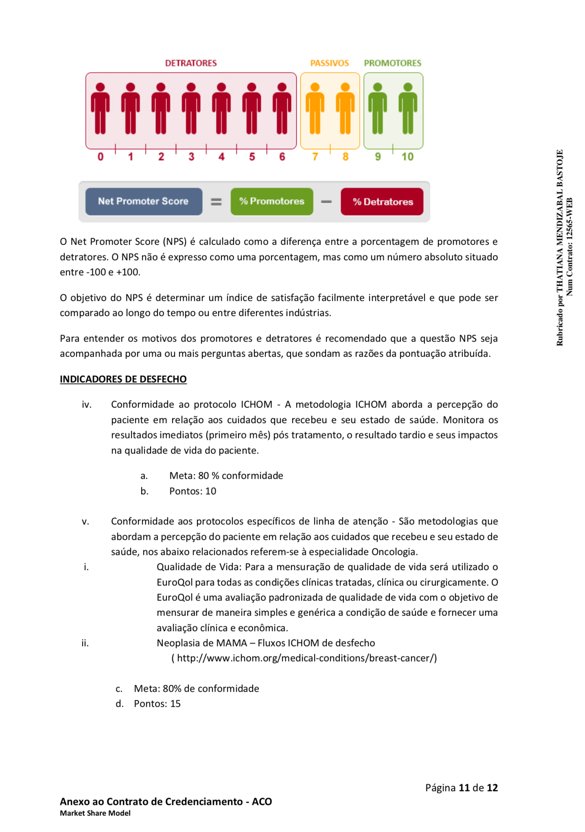 DETRATORES PASSIVOS PROMOTORES
0 1 2 3 4 5 6 7 8 9 10
Net Promoter Score = % Promotores − % Detratores
O Net Promoter Score (NPS) é calculado como a diferença entre a porcentagem de promotores e
detratores. O NPS não é expresso como uma porcentagem, mas como um número absoluto situado
entre -100 e +100.
O objetivo do NPS é determinar um índice de satisfação facilmente interpretável e que pode ser
comparado ao longo do tempo ou entre diferentes indústrias.
Para entender os motivos dos promotores e detratores é recomendado que a questão NPS seja
acompanhada por uma ou mais perguntas abertas, que sondam as razões da pontuação atribuída.
INDICADORES DE DESFECHO
iv. Conformidade ao protocolo ICHOM - A metodologia ICHOM aborda a percepção do
paciente em relação aos cuidados que recebeu e seu estado de saúde. Monitora os
resultados imediatos (primeiro mês) pós tratamento, o resultado tardio e seus impactos
na qualidade de vida do paciente.
a. Meta: 80 % conformidade
b. Pontos: 10
v. Conformidade aos protocolos específicos de linha de atenção - São metodologias que
abordam a percepção do paciente em relação aos cuidados que recebeu e seu estado de
saúde, nos abaixo relacionados referem-se à especialidade Oncologia.
i. Qualidade de Vida: Para a mensuração de qualidade de vida será utilizado o
EuroQol para todas as condições clínicas tratadas, clínica ou cirurgicamente. O
EuroQol é uma avaliação padronizada de qualidade de vida com o objetivo de
mensurar de maneira simples e genérica a condição de saúde e fornecer uma
avaliação clínica e econômica.
ii. Neoplasia de MAMA – Fluxos ICHOM de desfecho
( http://www.ichom.org/medical-conditions/breast-cancer/)
c. Meta: 80% de conformidade
d. Pontos: 15
Página 11 de 12
Anexo ao Contrato de Credenciamento - ACO
Market Share Model
Rubricado por THATIANA MENDIZABAL BASTOJE
Num Contrato: 12565-WEB